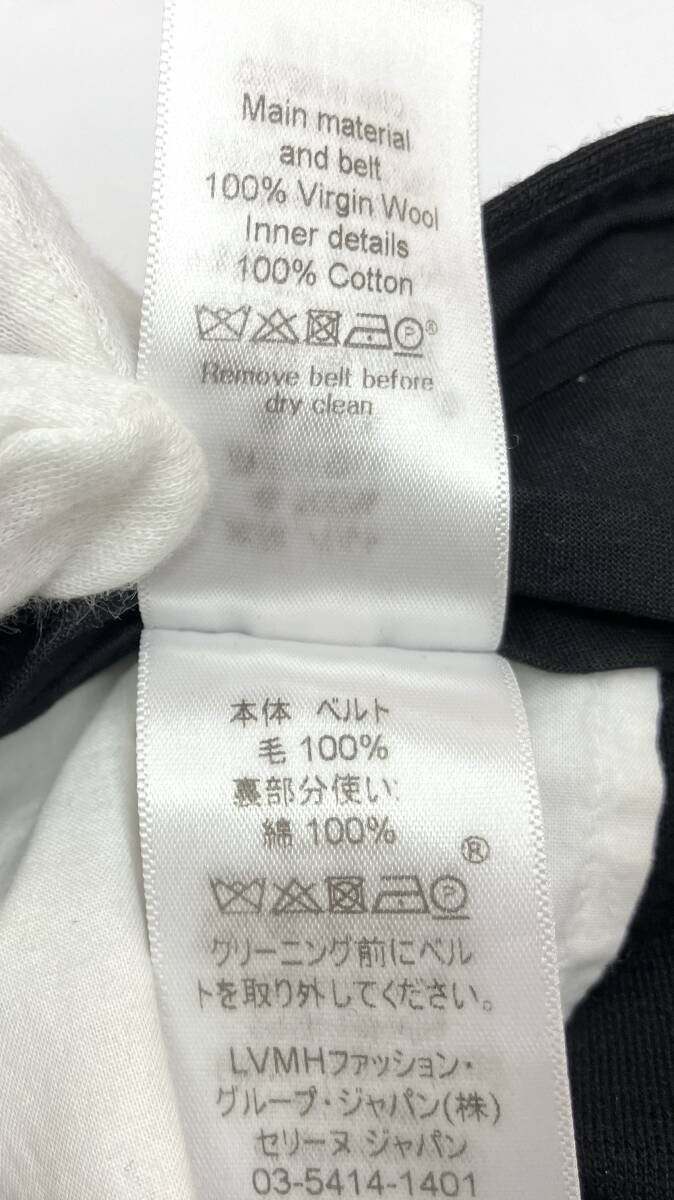 Main material
and belt
100% Virgin Wool
Inner details
100% Cotton
P®
Remove belt before
dry clean
本体 ベルト
毛 100%
裏部分使い:
綿 100%
®
P
クリーニング前にベル
トを取り外してください。
LVMHファッション・
グループ・ジャパン(株)
セリーヌ ジャパン
03-5414-1401